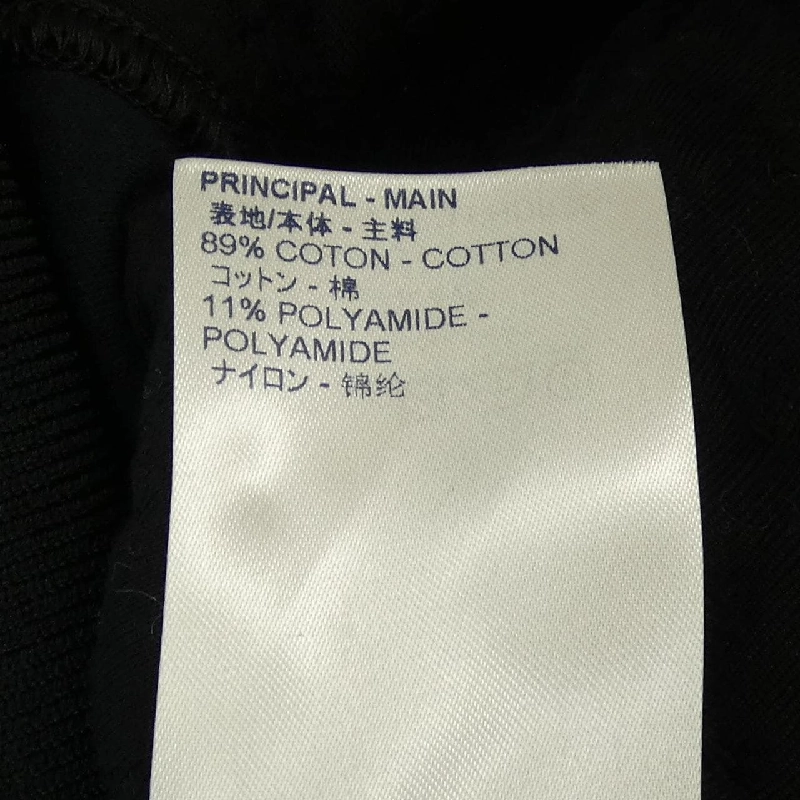 PRINCIPAL - MAIN
表地/本体 - 主料
89% COTON - COTTON
コットン - 棉
11% POLYAMIDE -
POLYAMIDE
ナイロン - 锦纶